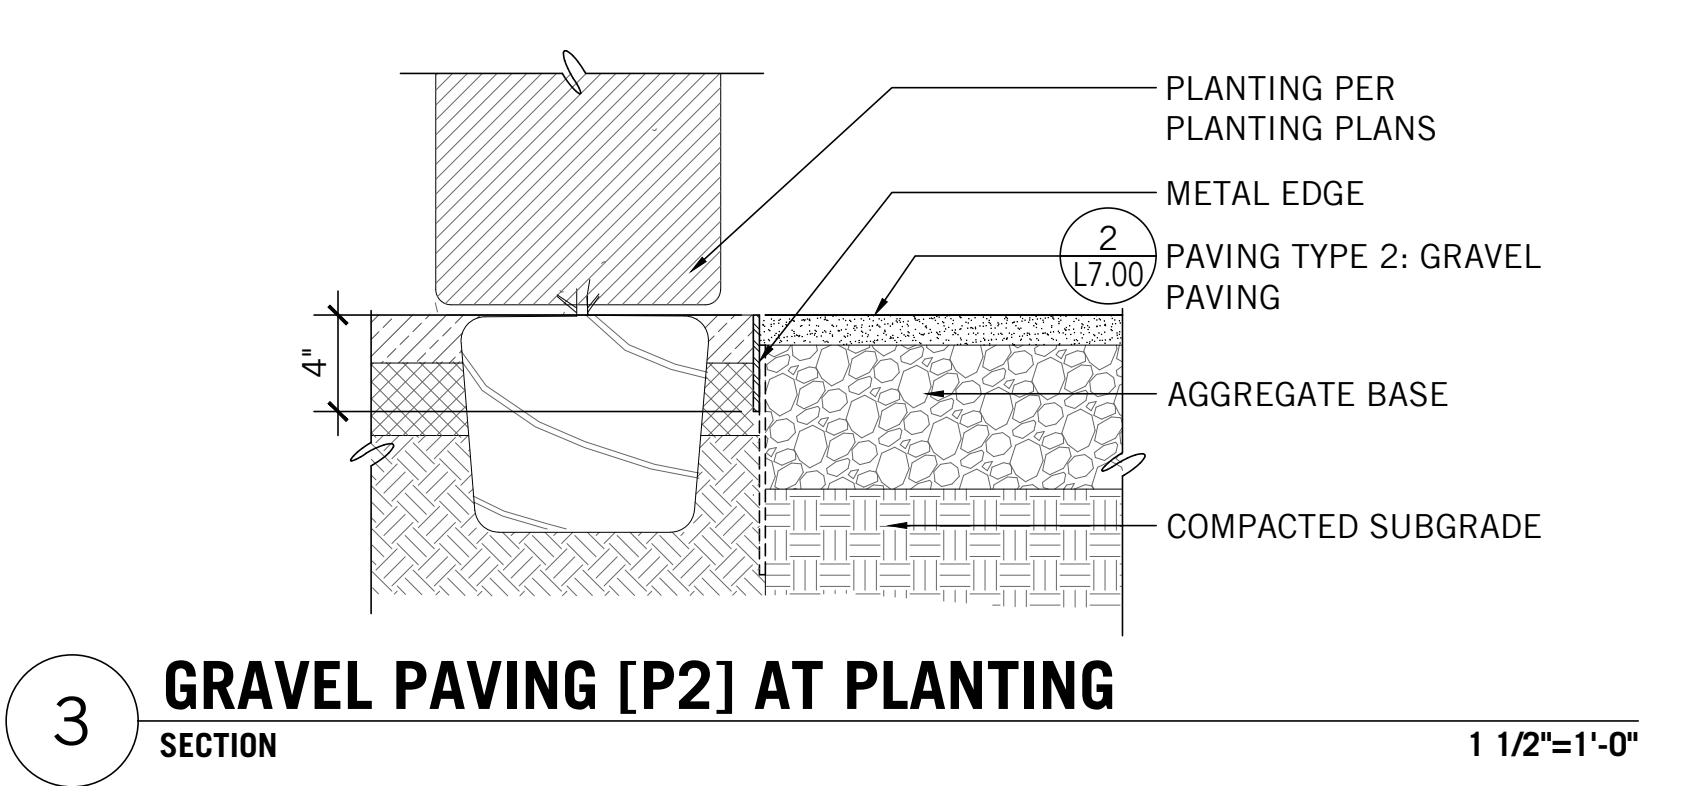 PLANTING PER
PLANTING PLANS
METAL EDGE
2
L7.00
PAVING TYPE 2: GRAVEL
PAVING
4"
AGGREGATE BASE
COMPACTED SUBGRADE
3
GRAVEL PAVING [P2] AT PLANTING
SECTION
1 1/2"=1'-0"